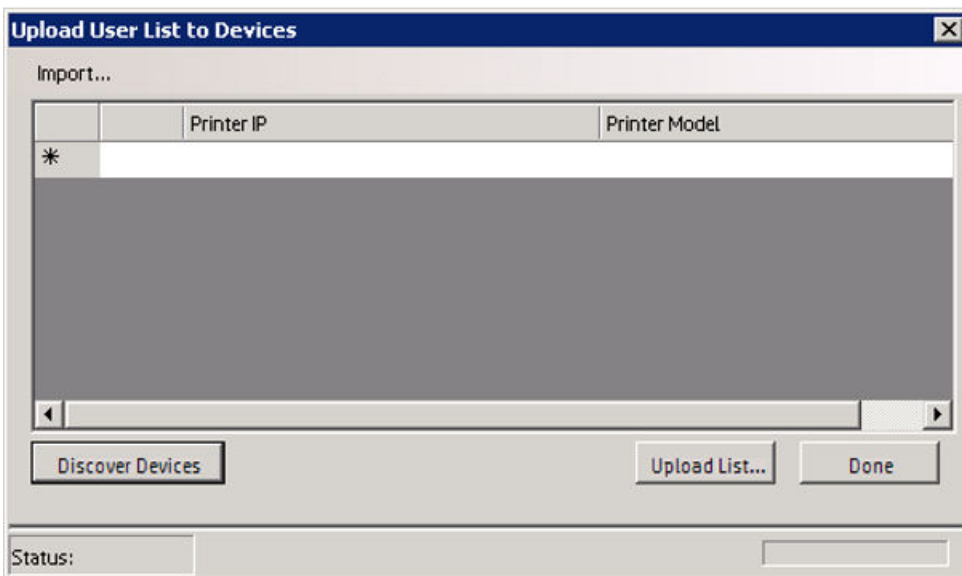 Upload User List to Devices
Import...
Printer IP Printer Model
Discover Devices Upload List... Done
Status: